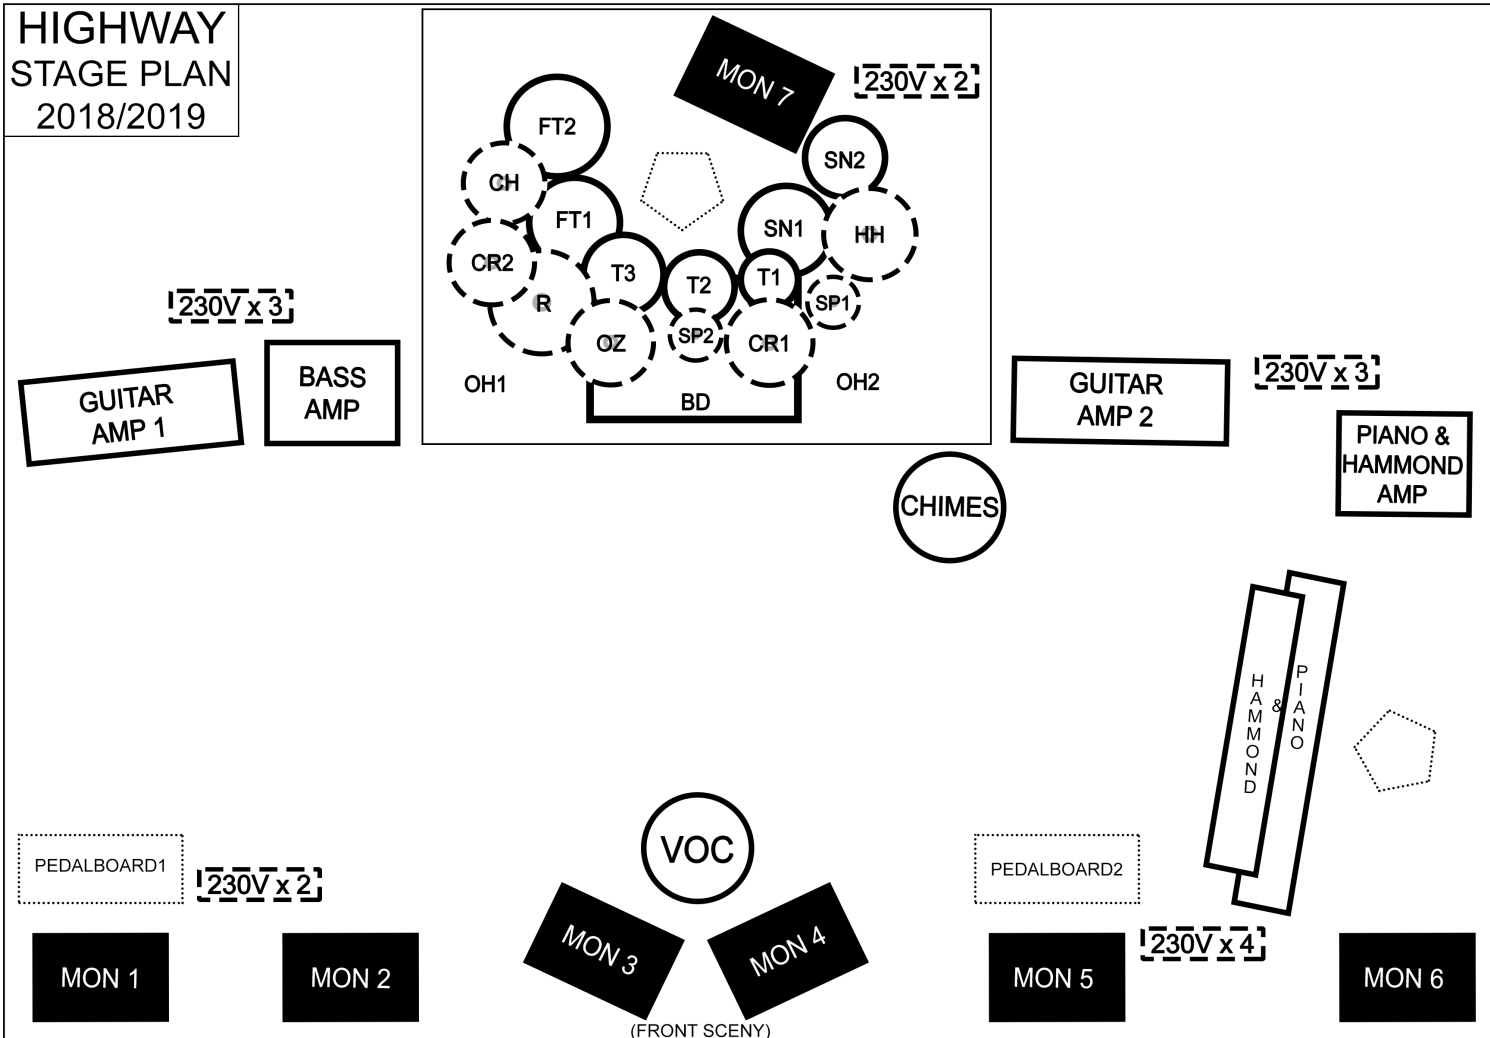 HIGHWAY
STAGE PLAN
2018/2019
MON 7
230V x 2
FT2
SN2
CH
FT1
SN1
HH
CR2
T3
T2
T1
R
SP1
OZ
SP2
CR1
OH1
BD
OH2
230V x 3
GUITAR
AMP 1
BASS
AMP
GUITAR
AMP 2
230V x 3
PIANO &
HAMMOND
AMP
CHIMES
HAMMOND
&
PIANO
VOC
PEDALBOARD1
230V x 2
PEDALBOARD2
230V x 4
MON 1
MON 2
MON 3
MON 4
MON 5
MON 6
(FRONT SCENY)